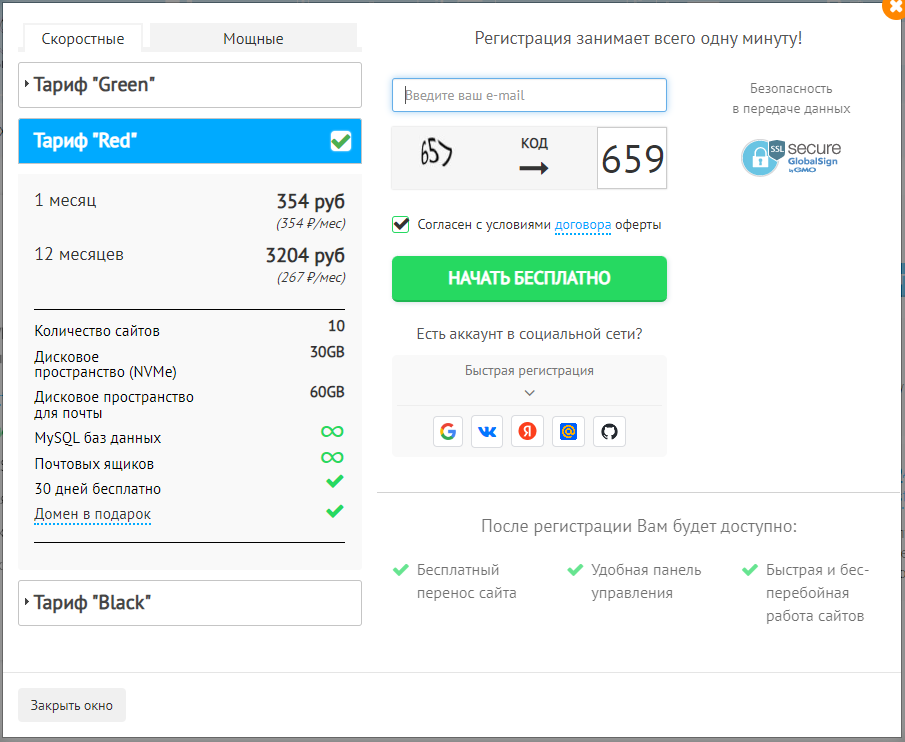 Скоростные
Мощные
Тариф "Green"
Тариф "Red"
1 месяц
354 руб
(354 ₽/мес)
12 месяцев
3204 руб
(267 ₽/мес)
Количество сайтов
10
Дисковое
пространство (NVMe)
30GB
Дисковое пространство
для почты
60GB
MySQL баз данных
Почтовых ящиков
30 дней бесплатно
Домен в подарок
Тариф "Black"
Закрыть окно
Регистрация занимает всего одну минуту!
Введите ваш e-mail
КОД
659
Согласен с условиями договора оферты
НАЧАТЬ БЕСПЛАТНО
Есть аккаунт в социальной сети?
Быстрая регистрация
Безопасность
в передаче данных
SSL
secure
GlobalSign
by GMO
После регистрации Вам будет доступно:
Бесплатный
перенос сайта
Удобная панель
управления
Быстрая и бес-
перебойная
работа сайтов